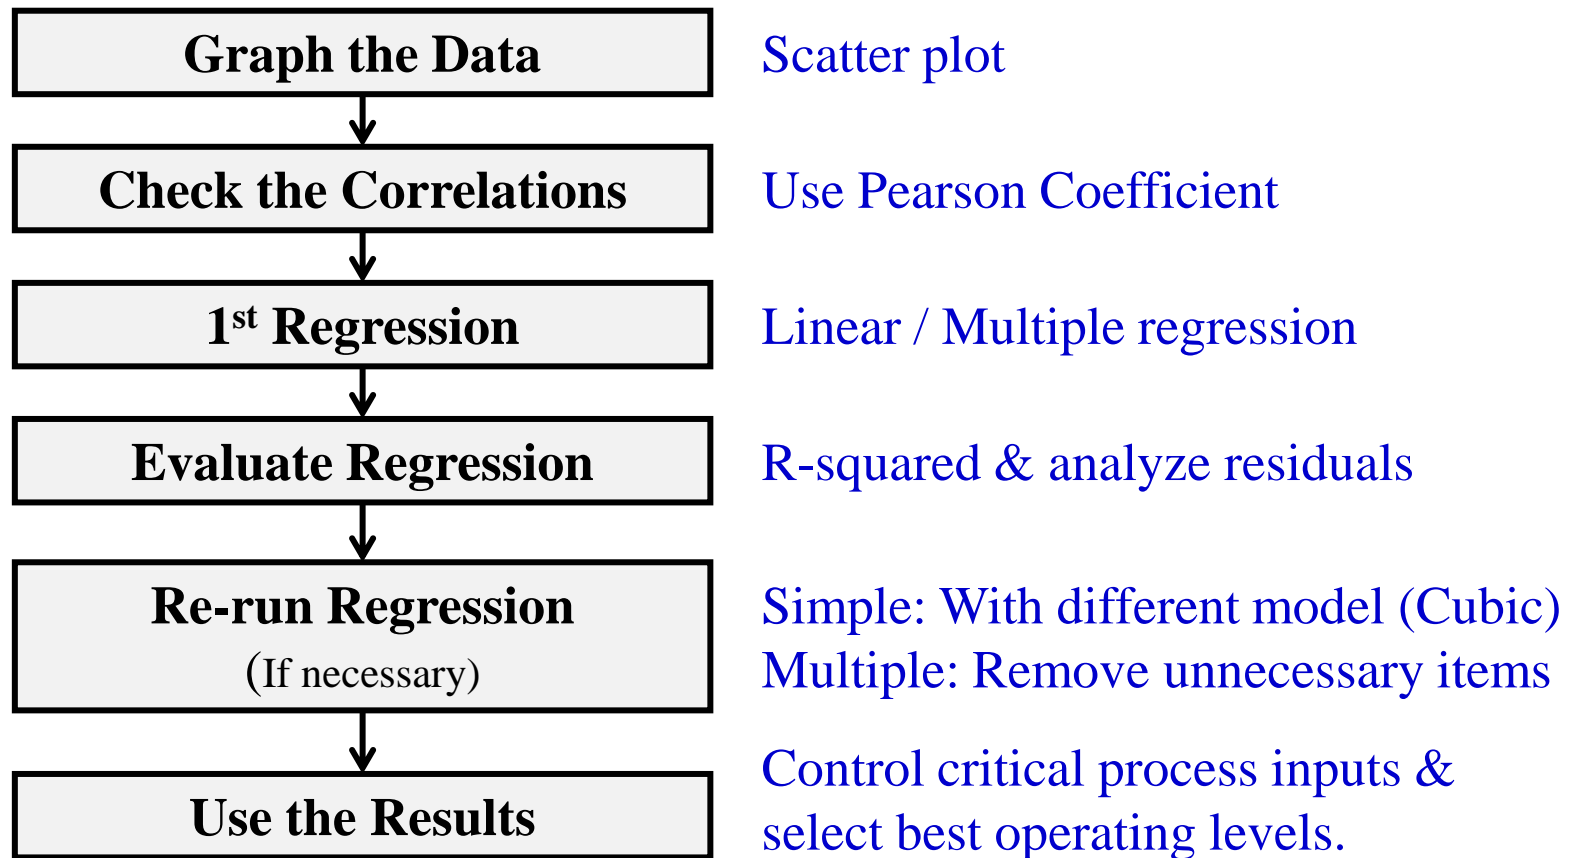 Graph the Data
Scatter plot
Check the Correlations
Use Pearson Coefficient
1st Regression
Linear / Multiple regression
Evaluate Regression
R-squared & analyze residuals
Re-run Regression
(If necessary)
Simple: With different model (Cubic)
Multiple: Remove unnecessary items
Use the Results
Control critical process inputs &
select best operating levels.